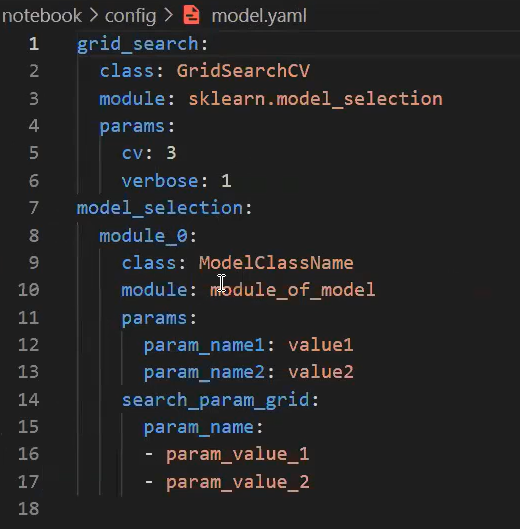 notebook > config > model.yaml
1 grid_search:
2   class: GridSearchCV
3   module: sklearn.model_selection
4   params:
5     cv: 3
6     verbose: 1
7 model_selection:
8   module_0:
9     class: ModelClassName
10     module: module_of_model
11     params:
12       param_name1: value1
13       param_name2: value2
14     search_param_grid:
15       param_name:
16       - param_value_1
17       - param_value_2
18